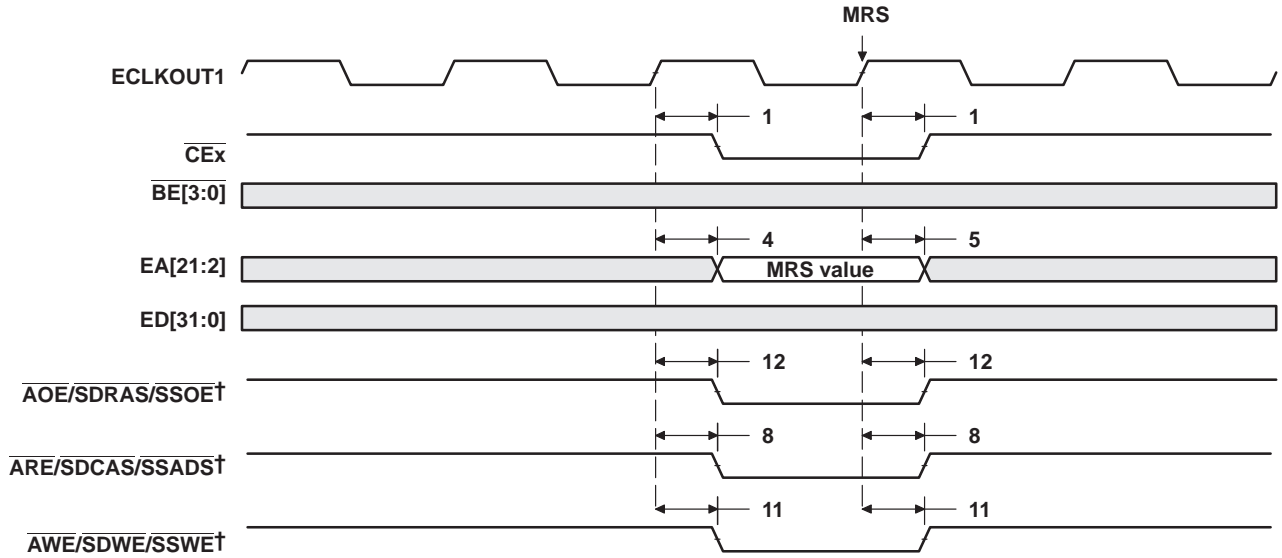 MRS
ECLKOUT1
1 1
CEx
BE[3:0]
4 5
EA[21:2] MRS value
ED[31:0]
12 12
AOE/SDRAS/SSOE†
8 8
ARE/SDCAS/SSADS†
11 11
AWE/SDWE/SSWE†